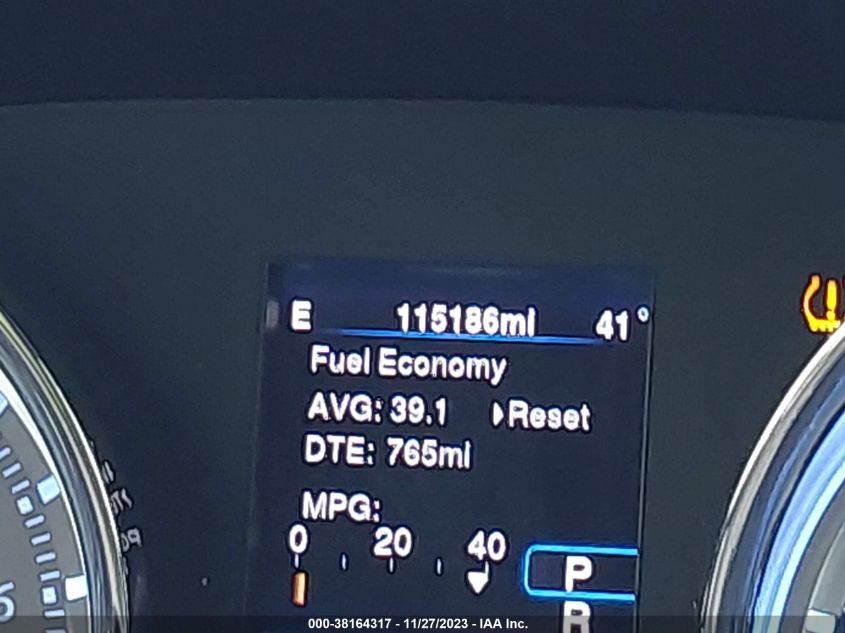 E 115186mi 41°
Fuel Economy
AVG: 39.1 Reset
DTE: 765mi
MPG:
0 20 40
P
R
000-38164317 - 11/27/2023 - IAA Inc.